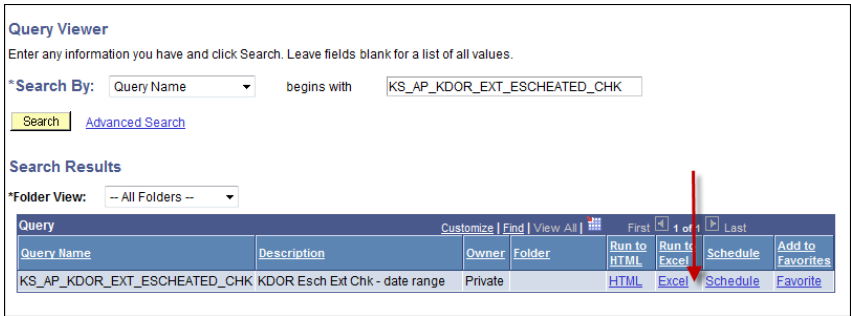 Query Viewer
Enter any information you have and click Search. Leave fields blank for a list of all values.
*Search By: Query Name begins with KS_AP_KDOR_EXT_ESCHEATED_CHK
Search Advanced Search
Search Results
*Folder View: -- All Folders --
Query Customize | Find | View All | First 1 of 1 Last
Query Name Description Owner Folder Run to HTML Run to Excel Schedule Add to Favorites
KS_AP_KDOR_EXT_ESCHEATED_CHK KDOR Esch Ext Chk - date range Private HTML Excel Schedule Favorite